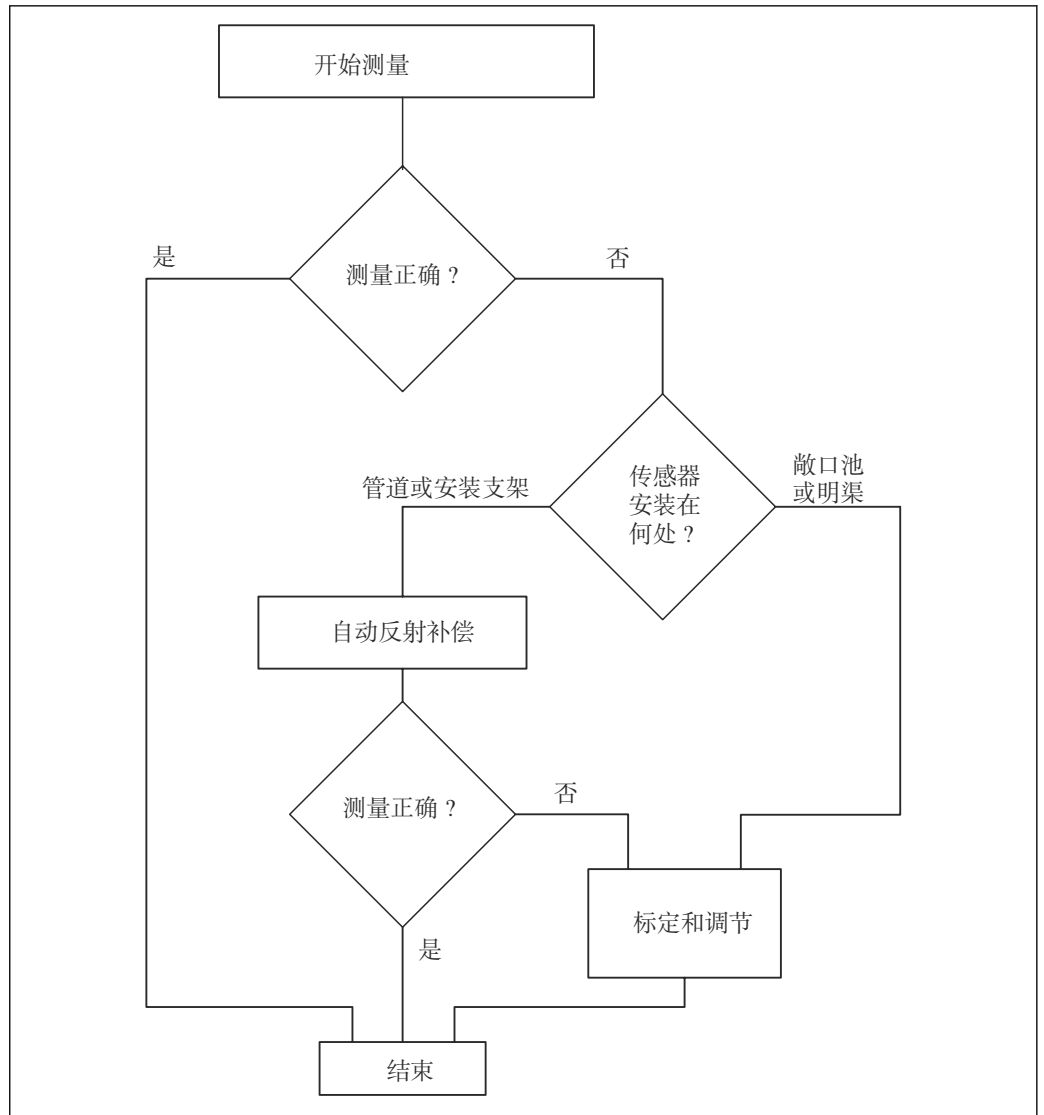 开始测量
是
测量正确？
否
管道或安装支架
传感器
安装在
何处？
敞口池
或明渠
自动反射补偿
测量正确？
否
标定和调节
是
结束